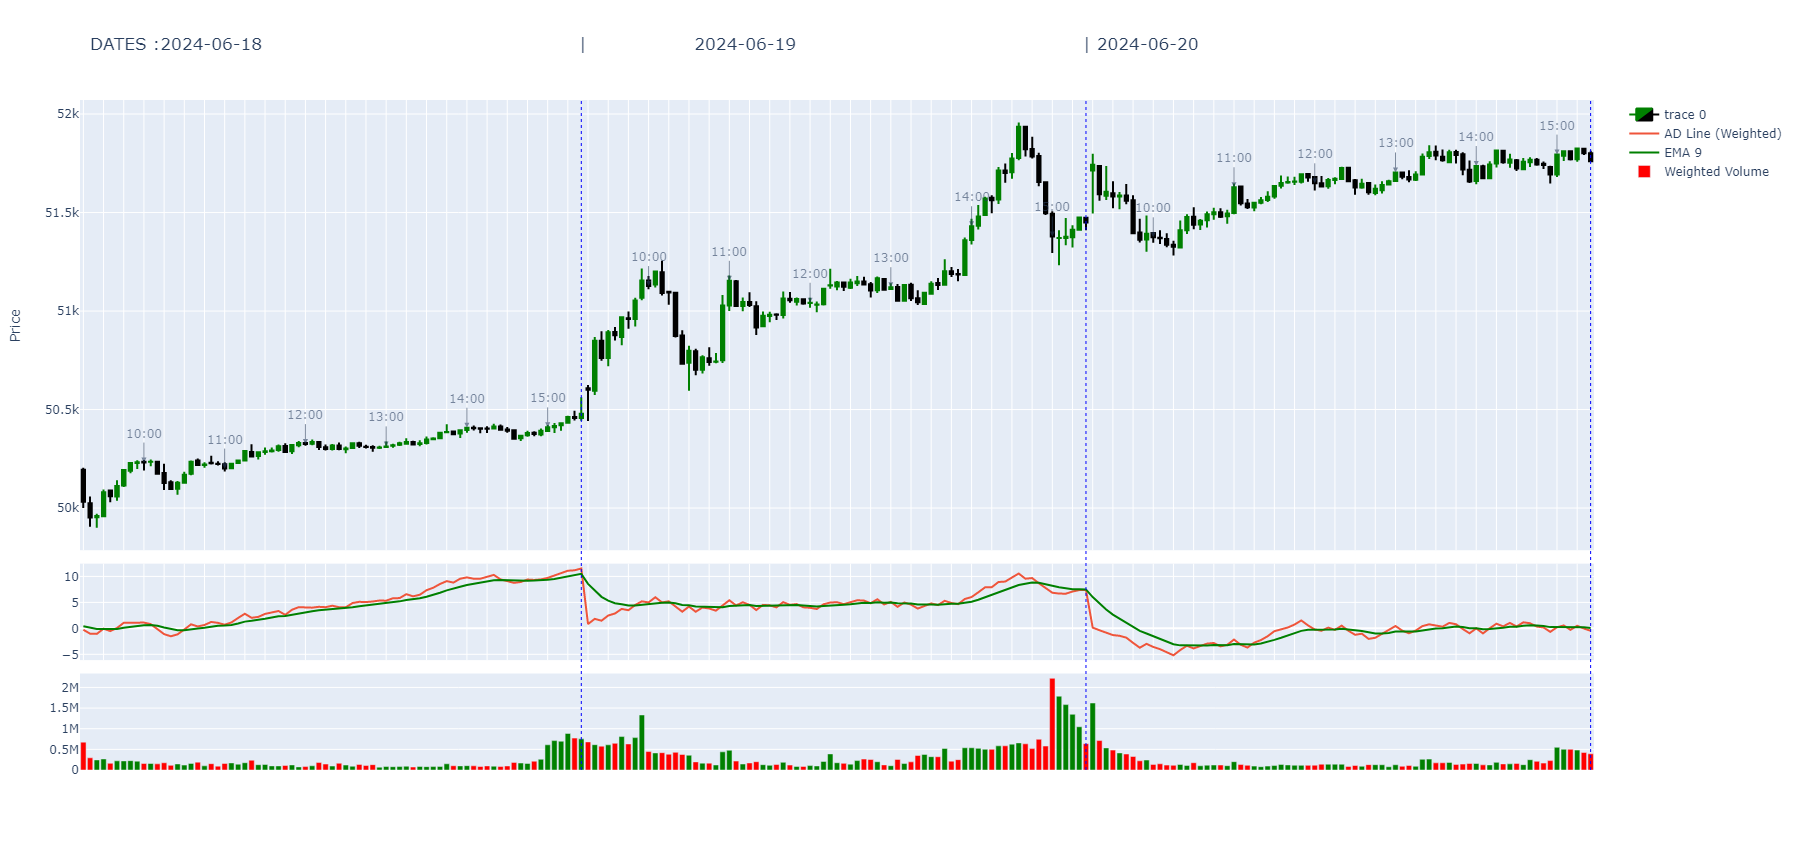 DATES :2024-06-18 | 2024-06-19 | 2024-06-20
52k
51.5k
51k
50.5k
50k
Price
10:00
11:00
12:00
13:00
14:00
15:00
10:00
11:00
12:00
13:00
14:00
15:00
10:00
11:00
12:00
13:00
14:00
15:00
trace 0
AD Line (Weighted)
EMA 9
Weighted Volume
10
5
0
−5
2M
1.5M
1M
0.5M
0